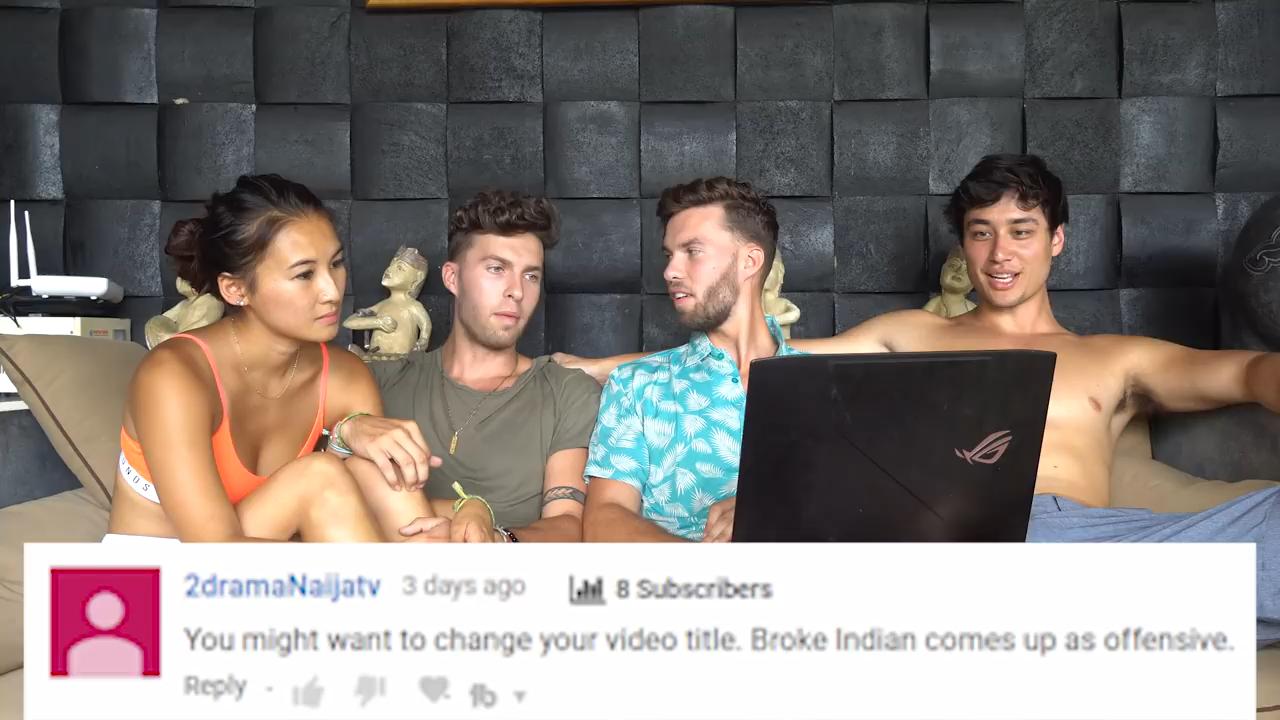 NUS
2dramaNaijatv 3 days ago 8 Subscribers
You might want to change your video title. Broke Indian comes up as offensive.
Reply